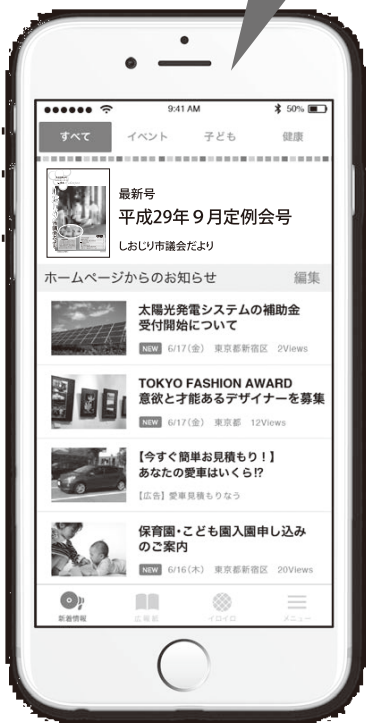 9:41 AM
50%
すべて
イベント
子ども
健康
最新号
平成29年9月定例会号
しおじり市議会だより
ホームページからのお知らせ
編集
太陽光発電システムの補助金
受付開始について
NEW 6/17(金) 東京都新宿区 2Views
TOKYO FASHION AWARD
意欲と才能あるデザイナーを募集
NEW 6/17(金) 東京都 12Views
【今すぐ簡単お見積もり！】
あなたの愛車はいくら!?
【広告】愛車見積もりなう
保育園・こども園入園申し込み
のご案内
NEW 6/16(木) 東京都新宿区 20Views
新着情報
広報紙
イロイロ
メニュー